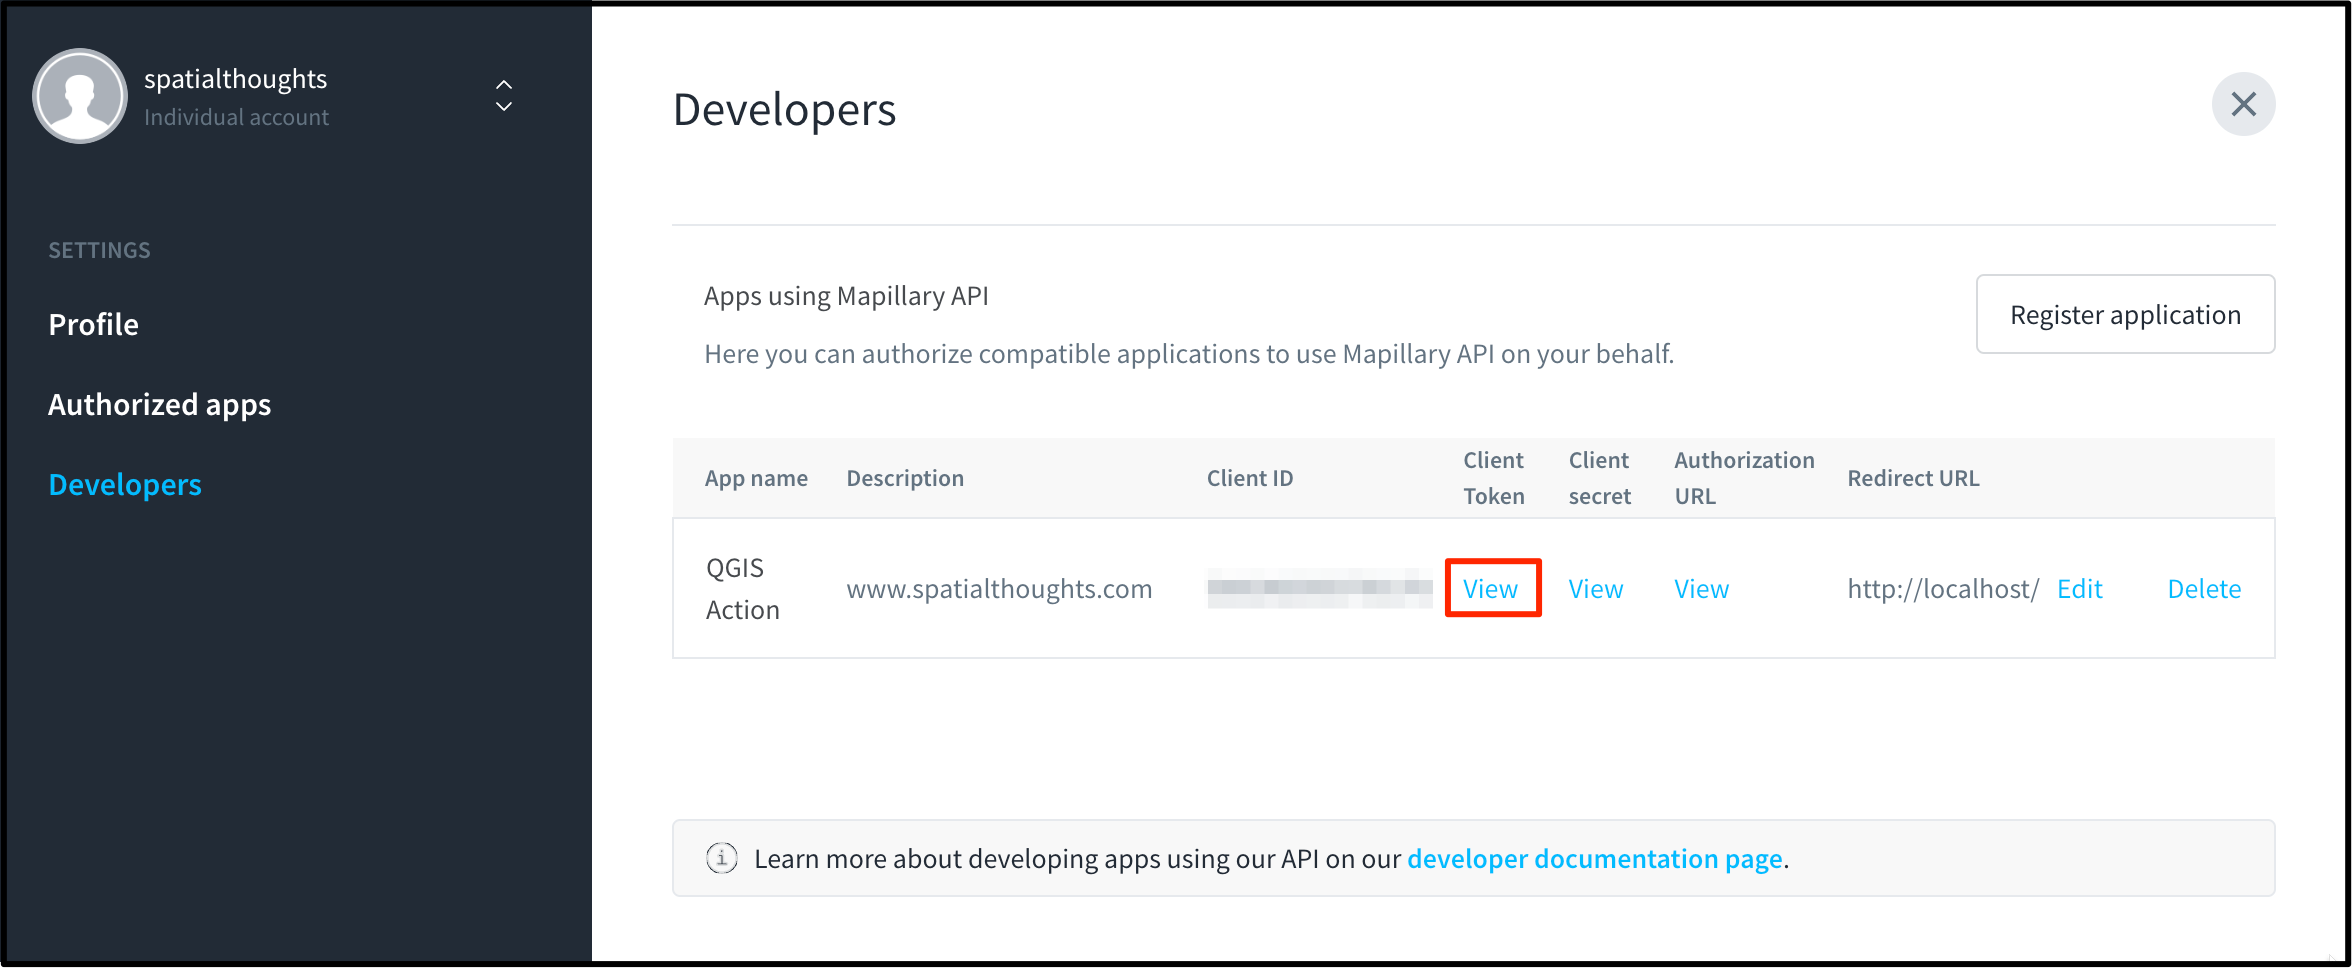 spatialthoughts
Individual account
SETTINGS
Profile
Authorized apps
Developers
Developers
Apps using Mapillary API
Here you can authorize compatible applications to use Mapillary API on your behalf.
Register application
App name Description Client ID Client Token Client secret Authorization URL Redirect URL
QGIS Action www.spatialthoughts.com View View View http://localhost/ Edit Delete
Learn more about developing apps using our API on our developer documentation page.